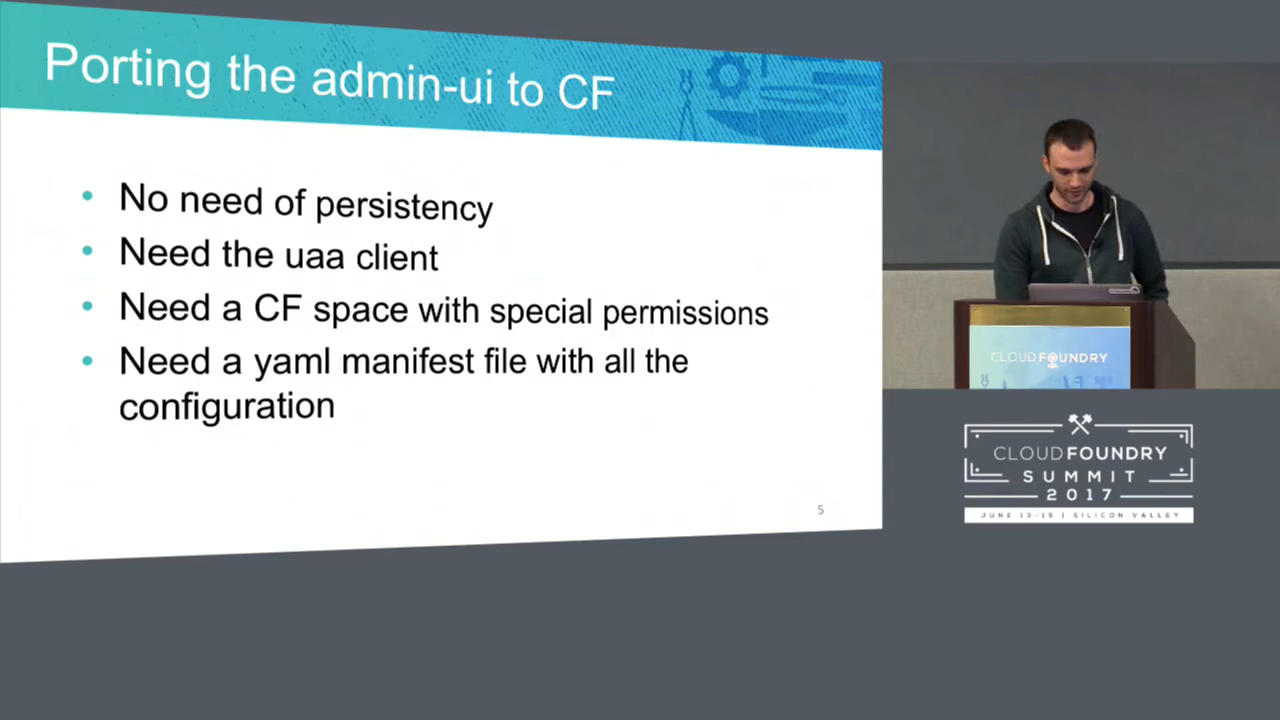 Porting the admin-ui to CF
• No need of persistency
• Need the uaa client
• Need a CF space with special permissions
• Need a yaml manifest file with all the
configuration
5
CLOUD FOUNDRY
CLOUD FOUNDRY
SUMMIT
2017
JUNE 13-15 | SILICON VALLEY